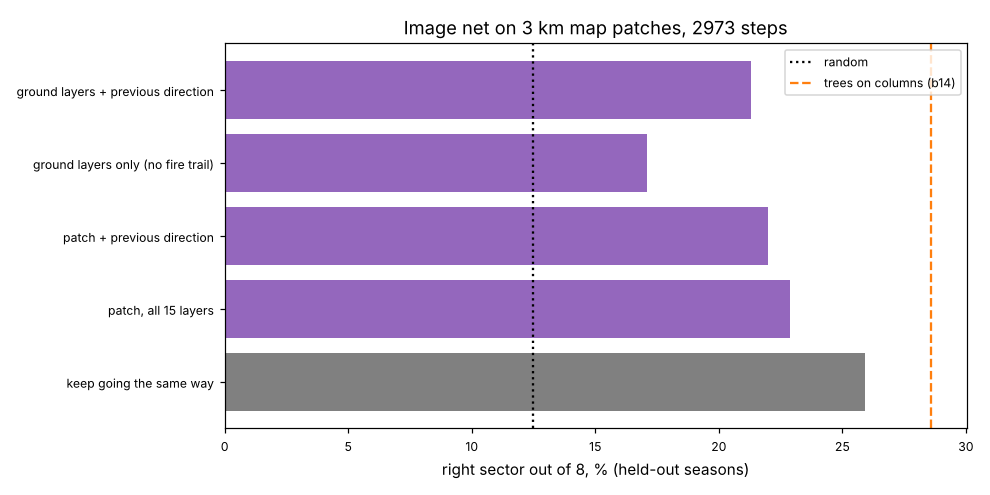 Image net on 3 km map patches, 2973 steps
random
trees on columns (b14)
ground layers + previous direction
ground layers only (no fire trail)
patch + previous direction
patch, all 15 layers
keep going the same way
0 5 10 15 20 25 30
right sector out of 8, % (held-out seasons)